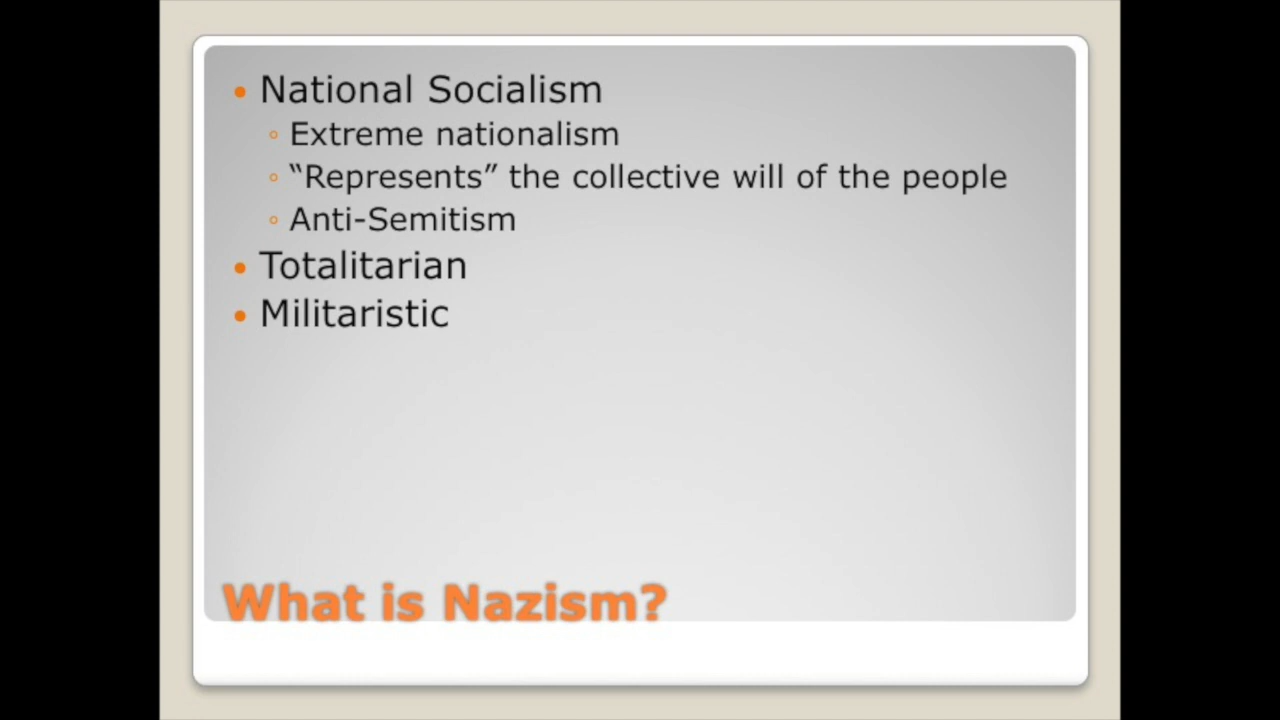 National Socialism
Extreme nationalism
“Represents” the collective will of the people
Anti-Semitism
Totalitarian
Militaristic
What is Nazism?